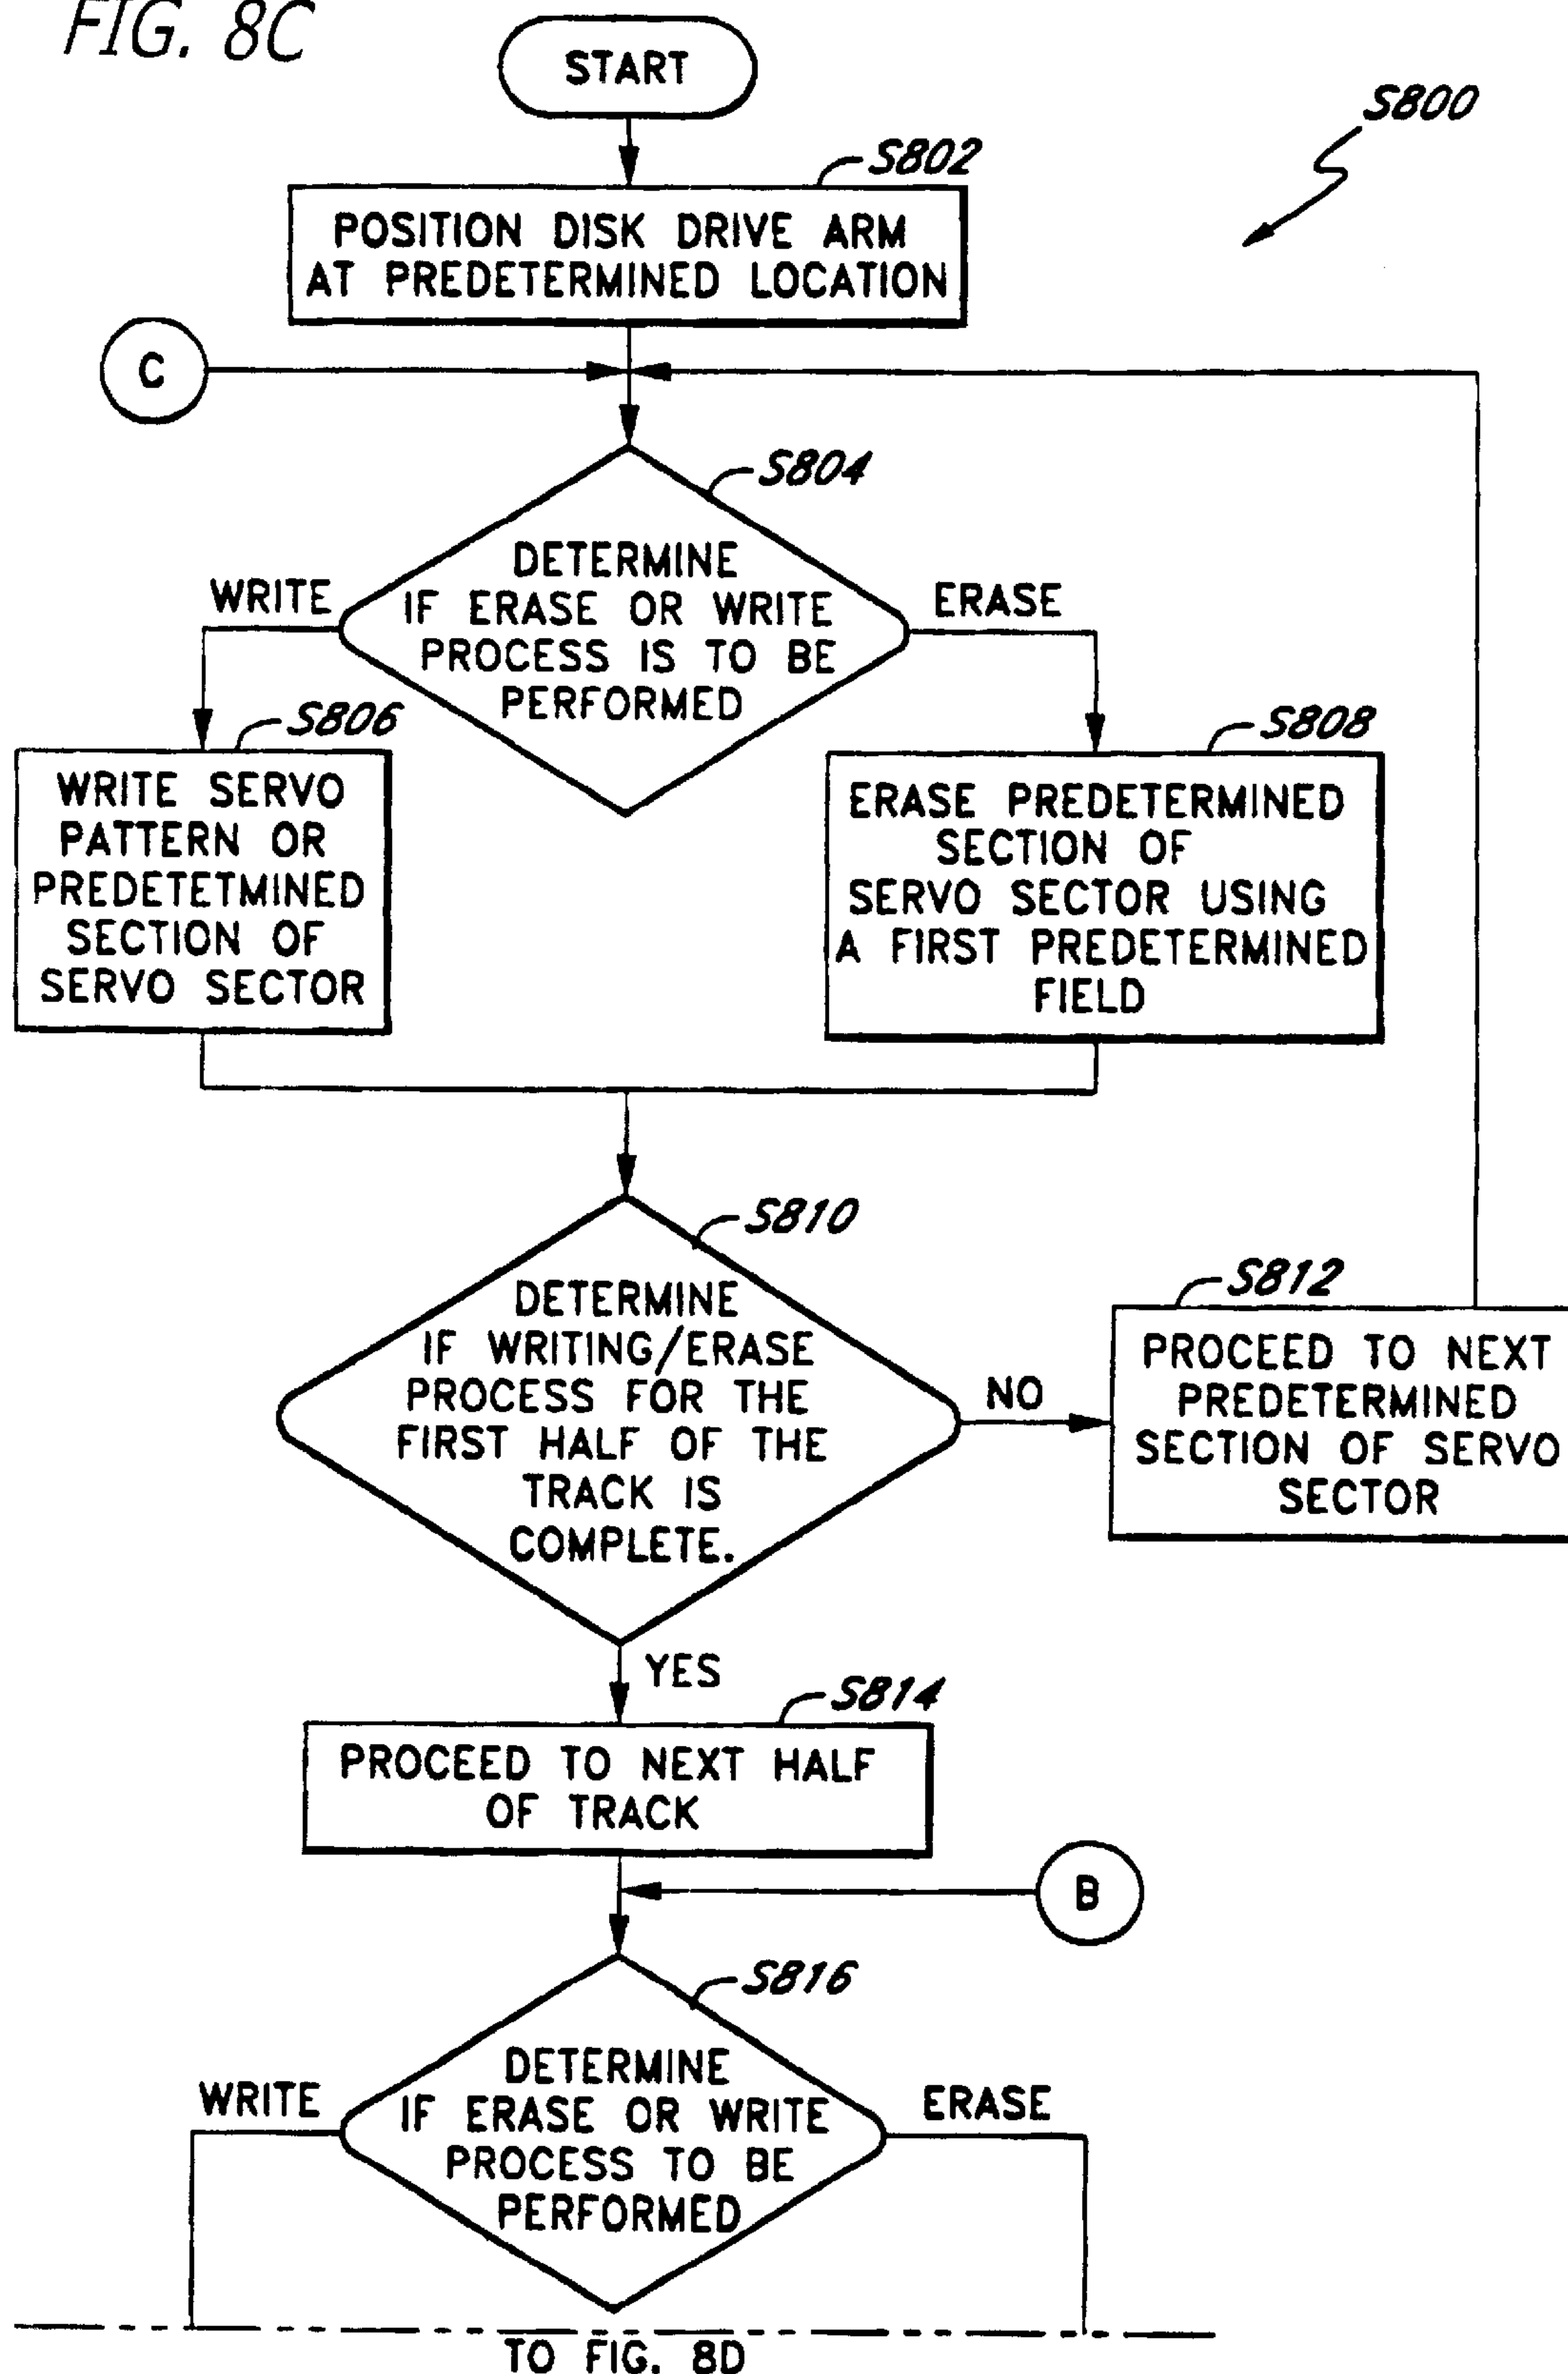 FIG. 8C
START
S800
S802
POSITION DISK DRIVE ARM
AT PREDETERMINED LOCATION
C
S804
DETERMINE
IF ERASE OR WRITE
PROCESS IS TO BE
PERFORMED
WRITE
ERASE
S806
WRITE SERVO
PATTERN OR
PREDETETMINED
SECTION OF
SERVO SECTOR
S808
ERASE PREDETERMINED
SECTION OF
SERVO SECTOR USING
A FIRST PREDETERMINED
FIELD
S810
DETERMINE
IF WRITING/ERASE
PROCESS FOR THE
FIRST HALF OF THE
TRACK IS
COMPLETE.
NO
S812
PROCEED TO NEXT
PREDETERMINED
SECTION OF SERVO
SECTOR
YES
S814
PROCEED TO NEXT HALF
OF TRACK
B
S816
DETERMINE
IF ERASE OR WRITE
PROCESS TO BE
PERFORMED
WRITE
ERASE
TO FIG. 8D